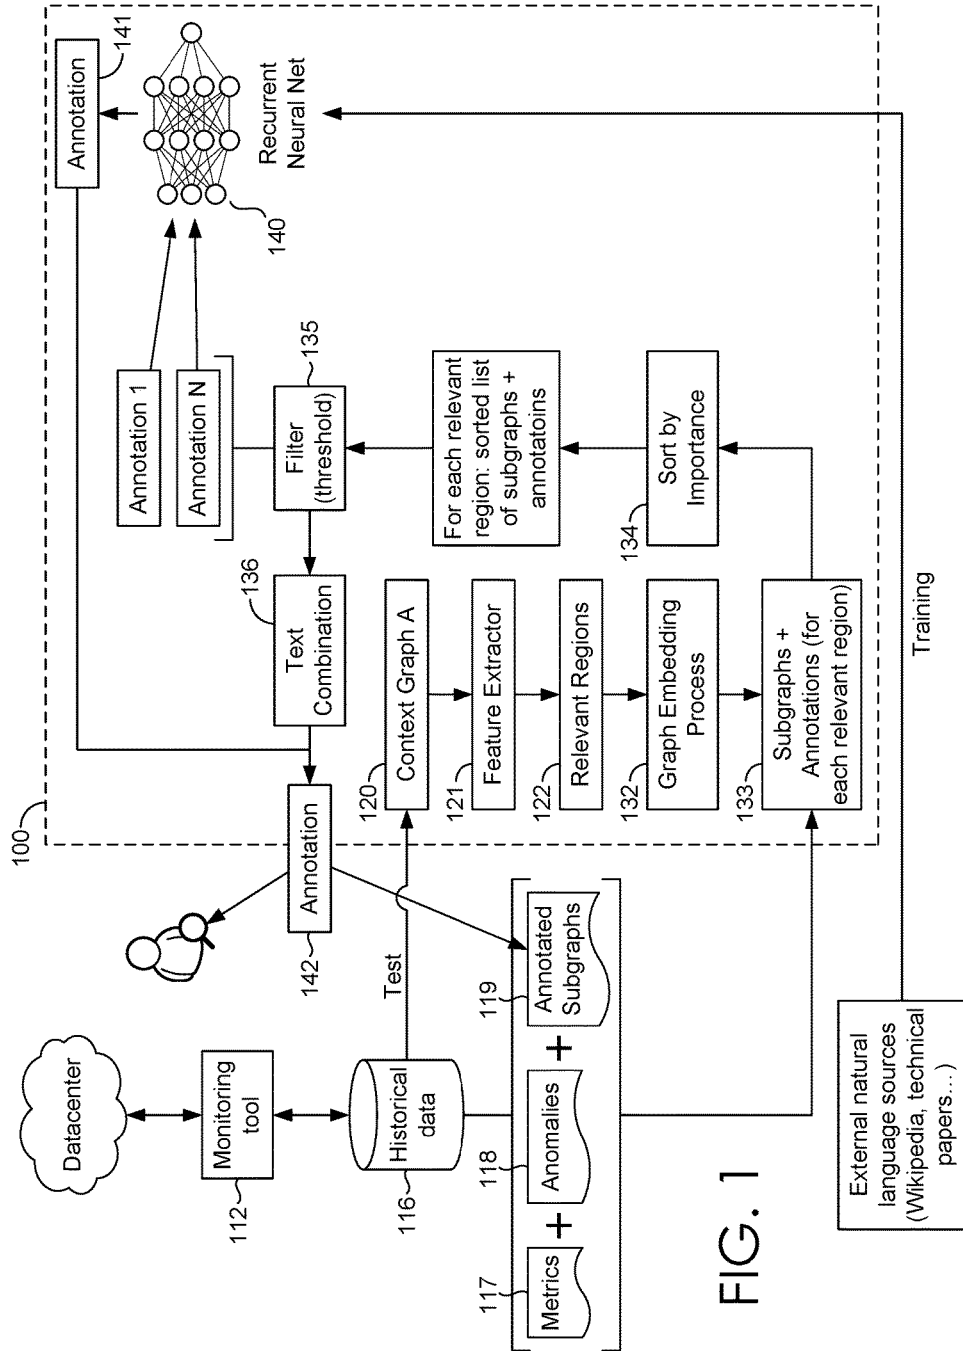 Datacenter
Monitoring
tool
112
Historical
data
116
Metrics
117
+
Anomalies
118
+
Annotated
Subgraphs
119
Test
Annotation
142
100
Context Graph A
120
Feature Extractor
121
Relevant Regions
122
Graph Embedding
Process
132
Subgraphs +
Annotations (for
each relevant region)
133
Sort by
Importance
134
For each relevant
region: sorted list
of subgraphs +
annotatoins
Filter
(threshold)
135
Text
Combination
136
Annotation 1
Annotation N
140
Recurrent
Neural Net
Annotation
141
Training
External natural
language sources
(Wikipedia, technical
papers...)
FIG. 1